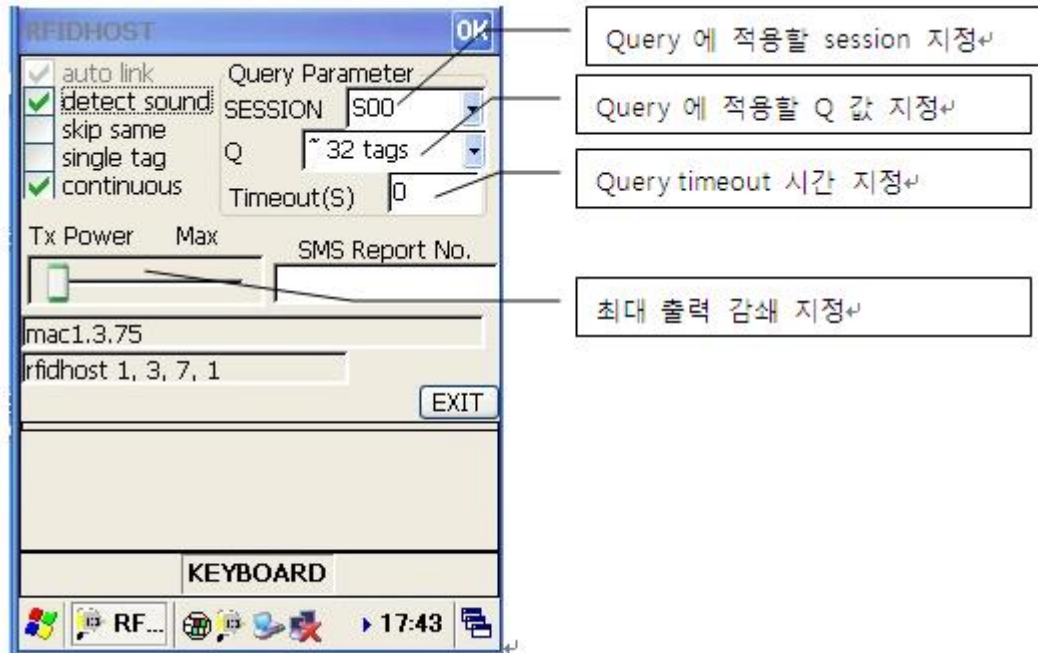 RFIDHOST OK
auto link
detect sound
skip same
single tag
continuous
Query Parameter
SESSION S00
Q ~ 32 tags
Timeout(S) 0
Tx Power Max
SMS Report No.
mac1.3.75
rfidhost 1, 3, 7, 1
EXIT
KEYBOARD
RF... 17:43
Query 에 적용할 session 지정
Query 에 적용할 Q 값 지정
Query timeout 시간 지정
최대 출력 감쇄 지정